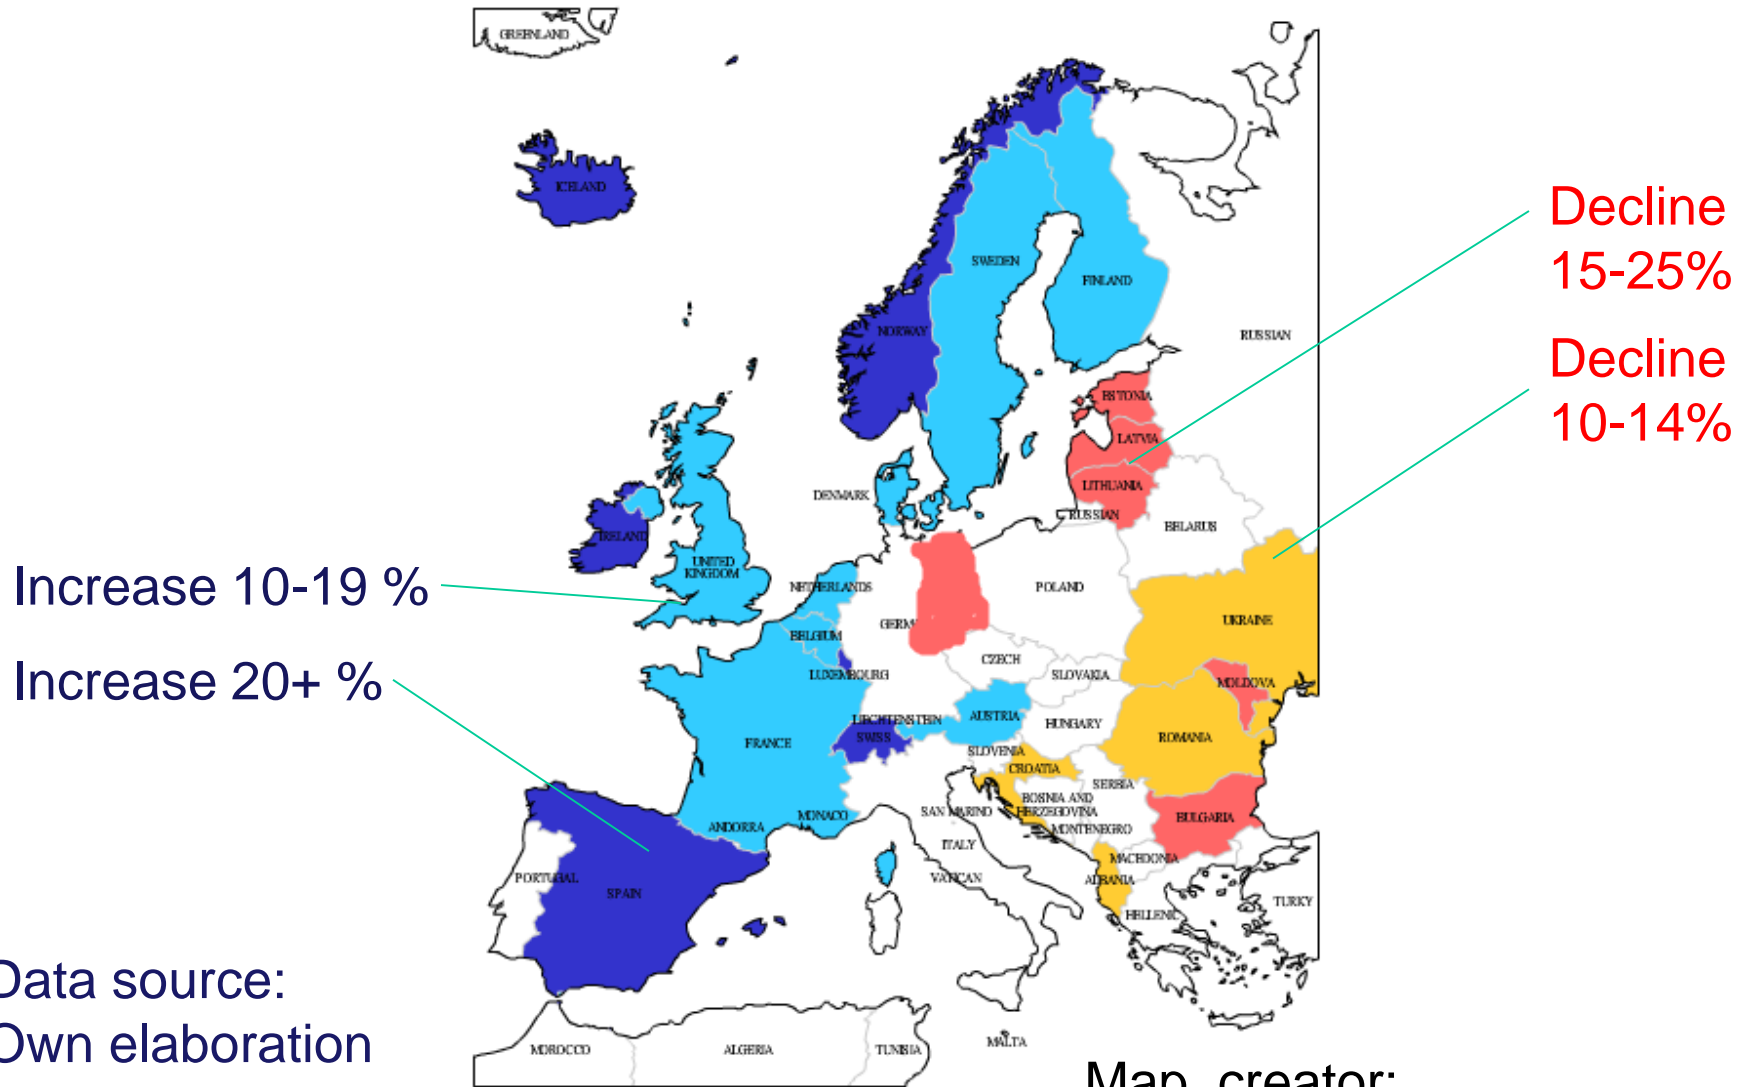 GREENLAND
ICELAND
Decline
15-25%
SWEDEN
FINLAND
NORWAY
RUSSIAN
Decline
10-14%
ESTONIA
LATVIA
LITHUANIA
DENMARK
RUSSIAN
BELARUS
IRELAND
UNITED
KINGDOM
Increase 10-19 %
NETHERLANDS
POLAND
GERM
UKRAINE
BELGIUM
CZECH
SLOVAKIA
LUXEMBOURG
MOLDOVA
Increase 20+ %
LIECHTENSTEIN
AUSTRIA
HUNGARY
SWSS
FRANCE
ROMANIA
SLOVENIA
CROATIA
SERBIA
BOSNIA AND
HERZEGOVINA
SAN MARINO
MONACO
ANDORRA
MONTENEGRO
BULGARIA
ITALY
MACEDONIA
VATICAN
ALBANIA
PORTUGAL
SPAIN
HELLENIC
TURKY
Data source:
Own elaboration
MOROCCO
ALGERIA
TUNISIA
MALTA
Map creator: